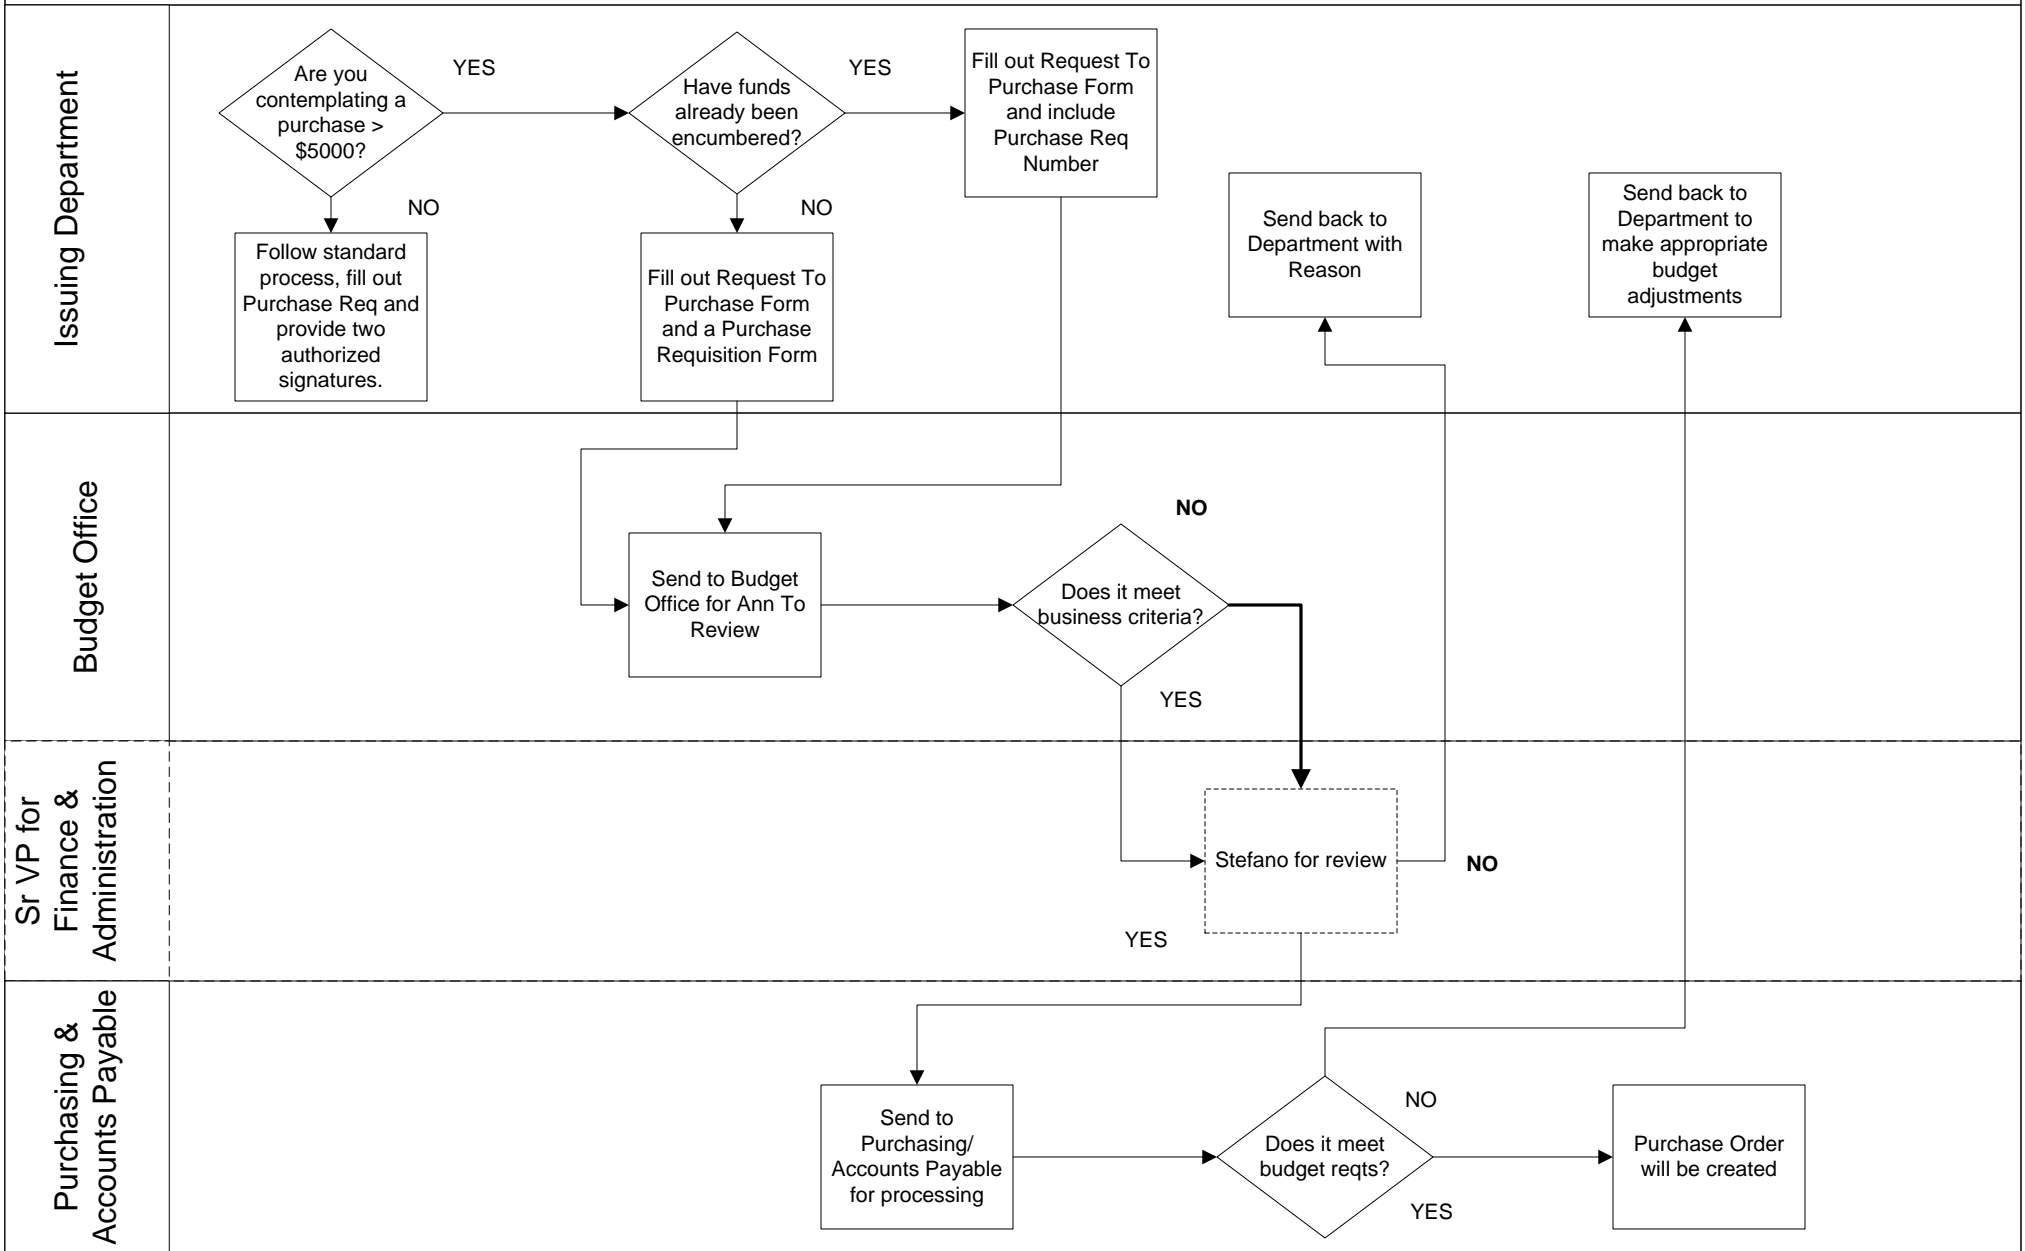 Issuing Department
Are you
contemplating a
purchase >
$5000?
YES
Have funds
already been
encumbered?
YES
Fill out Request To
Purchase Form
and include
Purchase Req
Number
NO
Follow standard
process, fill out
Purchase Req and
provide two
authorized
signatures.
NO
Fill out Request To
Purchase Form
and a Purchase
Requisition Form
Send back to
Department with
Reason
Send back to
Department to
make appropriate
budget
adjustments
Budget Office
Send to Budget
Office for Ann To
Review
Does it meet
business criteria?
NO
YES
Sr VP for
Finance &
Administration
Stefano for review
NO
YES
Purchasing &
Accounts Payable
Send to
Purchasing/
Accounts Payable
for processing
Does it meet
budget reqts?
NO
YES
Purchase Order
will be created